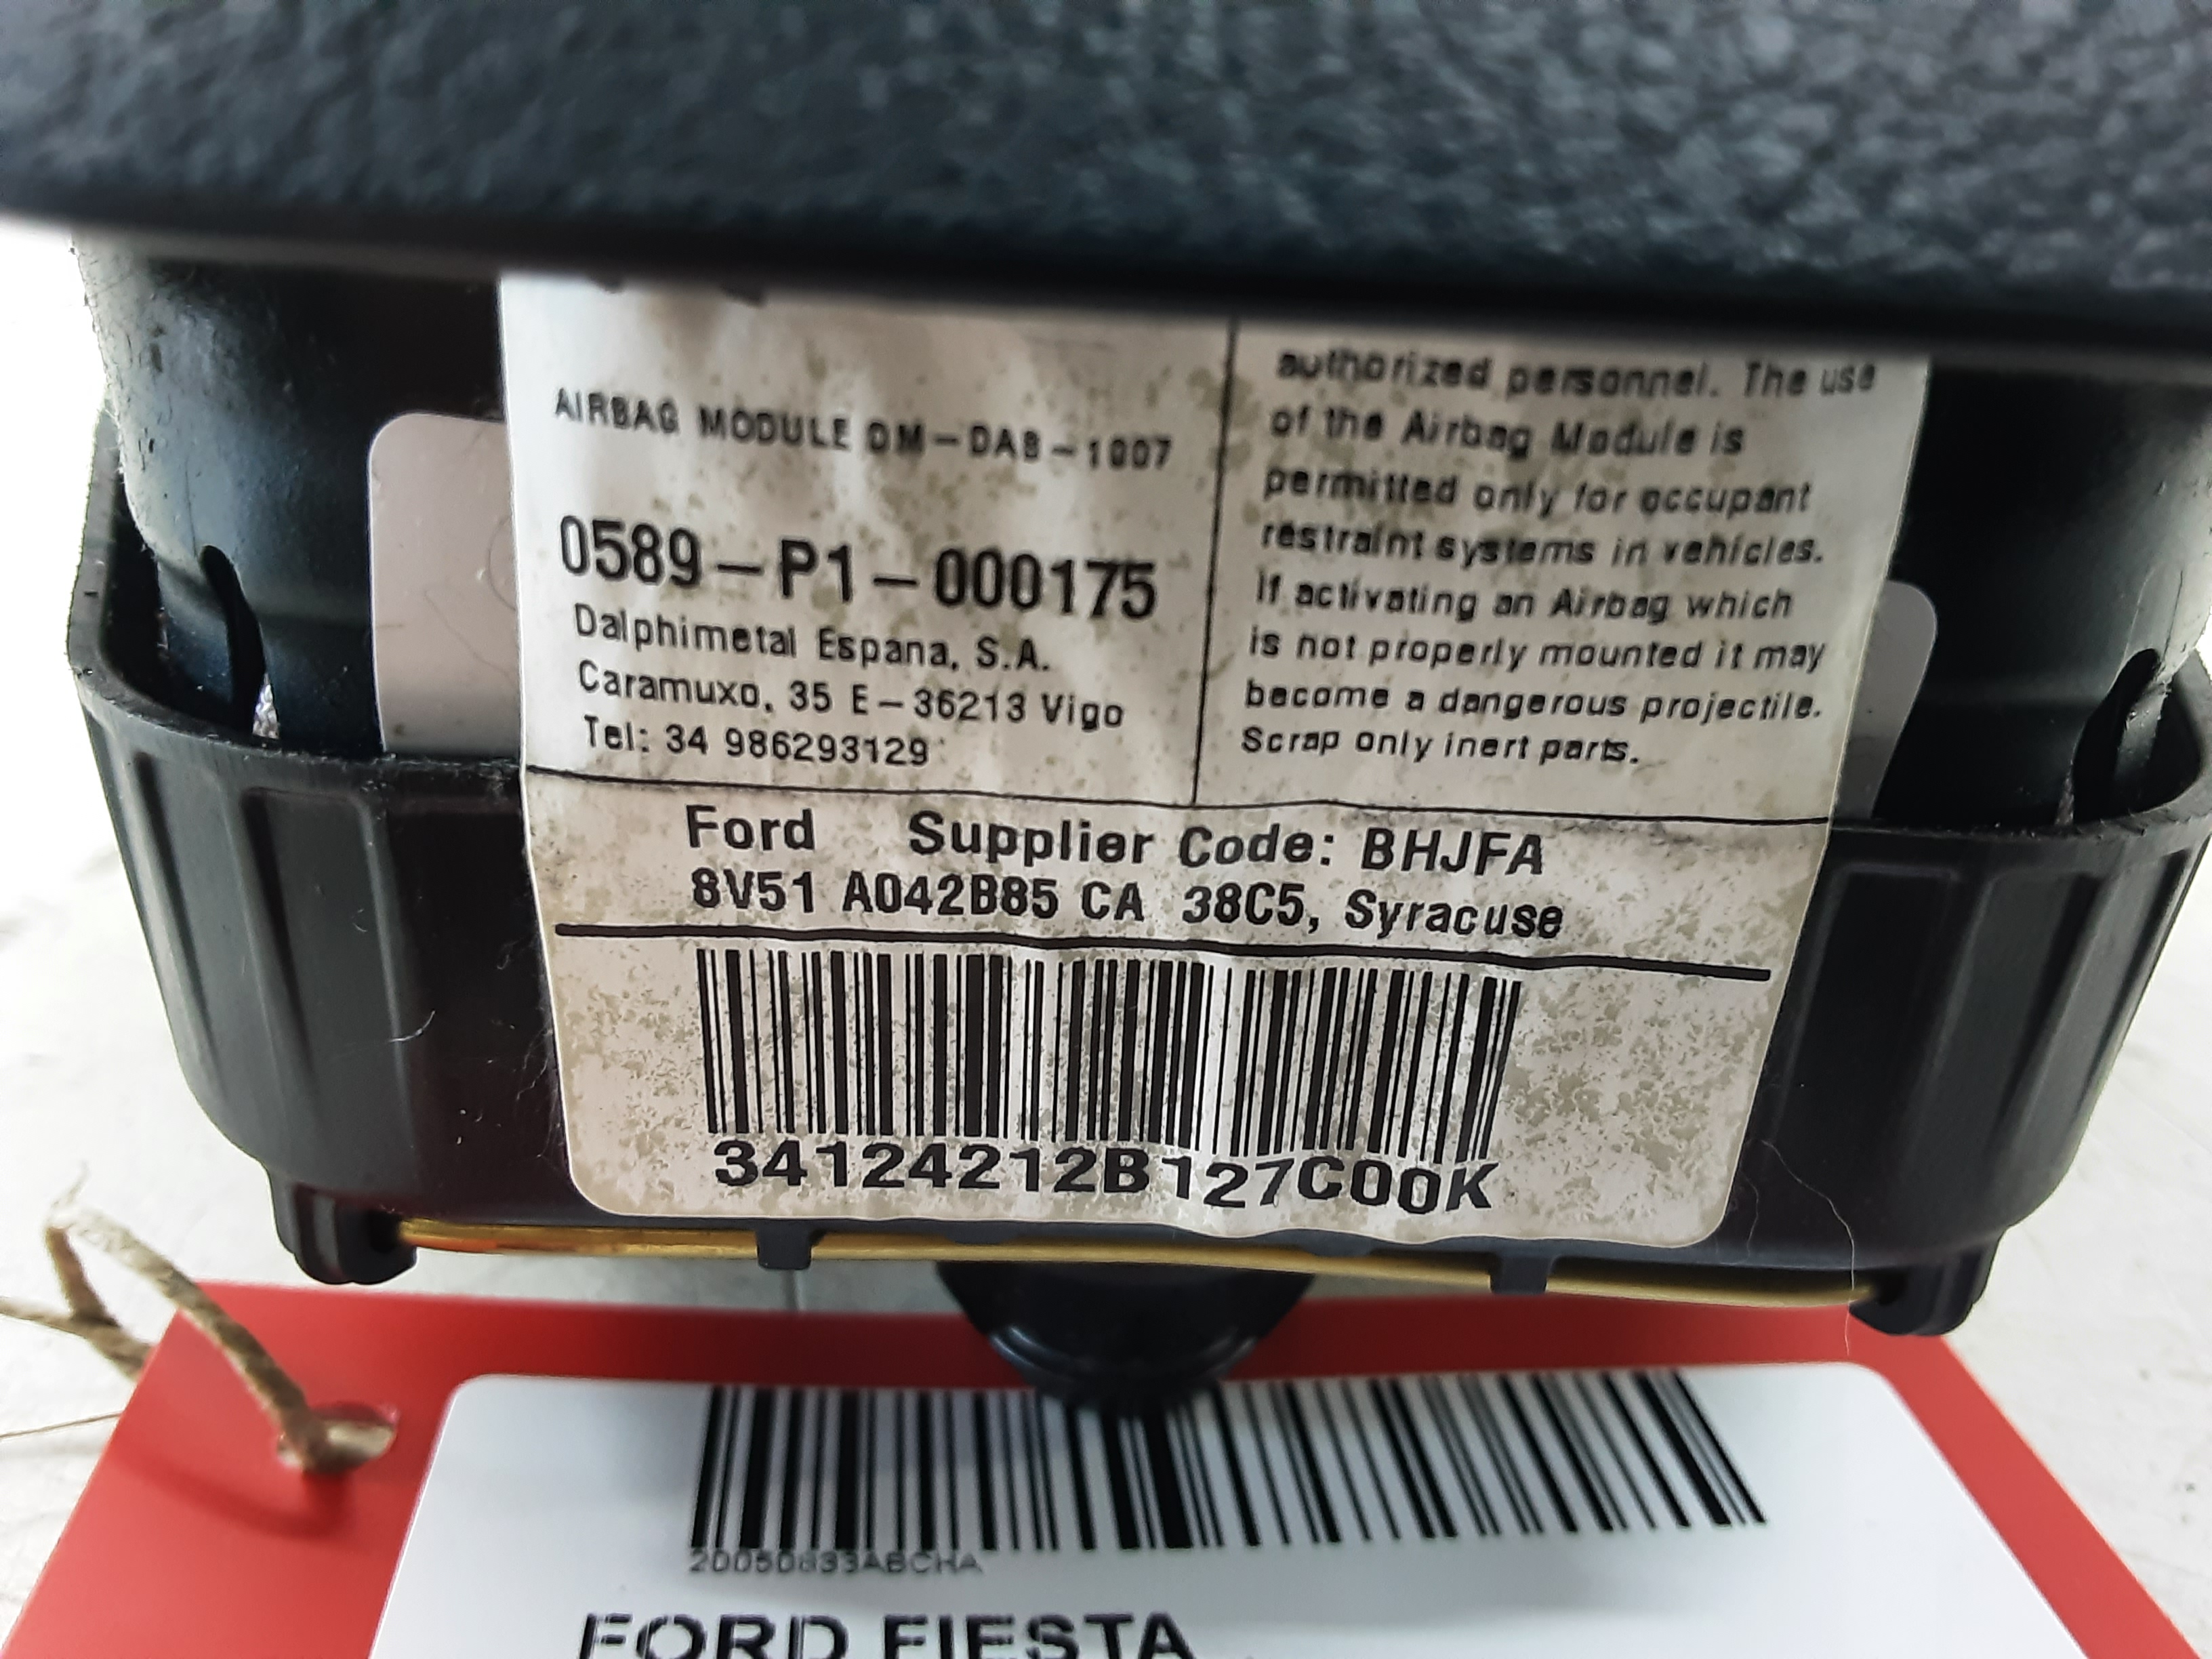 AIRBAG MODULE DM-DAB-1007
0589-P1-000175
Dalphimetal Espana, S.A.
Caramuxo, 35 E-36213 Vigo
Tel: 34 986293129
authorized personnel. The use
of the Airbag Module is
permitted only for occupant
restraint systems in vehicles.
If activating an Airbag which
is not properly mounted it may
become a dangerous projectile.
Scrap only inert parts.
Ford Supplier Code: BHJFA
8V51 A042B85 CA 38C5, Syracuse
34124212B127C00K
FORD FIESTA